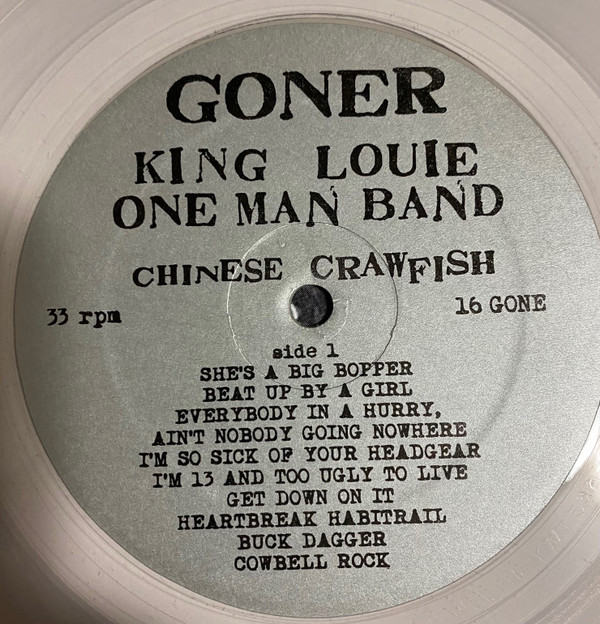 GONER
KING LOUIE
ONE MAN BAND
CHINESE CRAWFISH
33 rpm
16 GONE
side 1
SHE'S A BIG BOPPER
BEAT UP BY A GIRL
EVERYBODY IN A HURRY,
AIN'T NOBODY GOING NOWHERE
I'M SO SICK OF YOUR HEADGEAR
I'M 13 AND TOO UGLY TO LIVE
GET DOWN ON IT
HEARTBREAK HABITRAIL
BUCK DAGGER
COWBELL ROCK